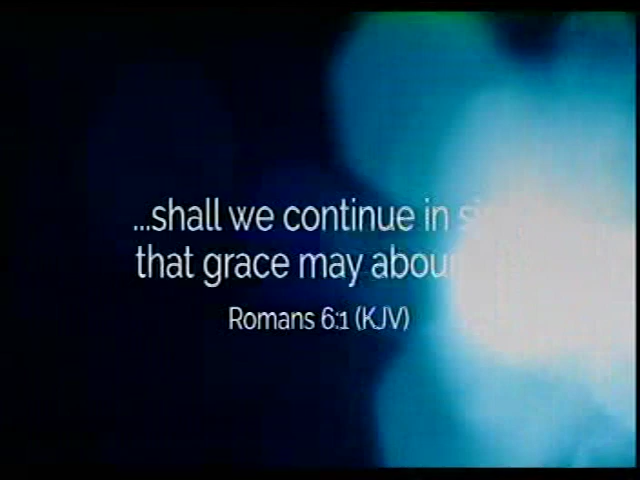 ...shall we continue in
that grace may
Romans 6:1 (KJV)